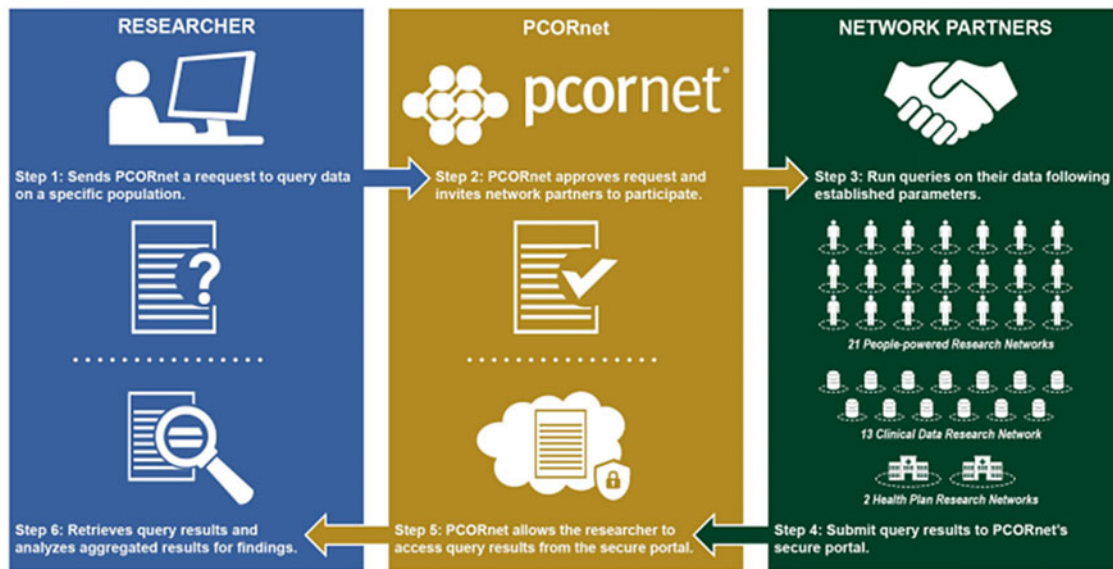 RESEARCHER
Step 1: Sends PCORnet a reequest to query data
on a specific population.
?
Step 6: Retrieves query results and
analyzes aggregated results for findings.
PCORnet
pcornet®
Step 2: PCORnet approves request and
invites network partners to participate.
Step 5: PCORnet allows the researcher to
access query results from the secure portal.
NETWORK PARTNERS
Step 3: Run queries on their data following
established parameters.
21 People-powered Research Networks
13 Clinical Data Research Network
2 Health Plan Research Networks
Step 4: Submit query results to PCORnet's
secure portal.